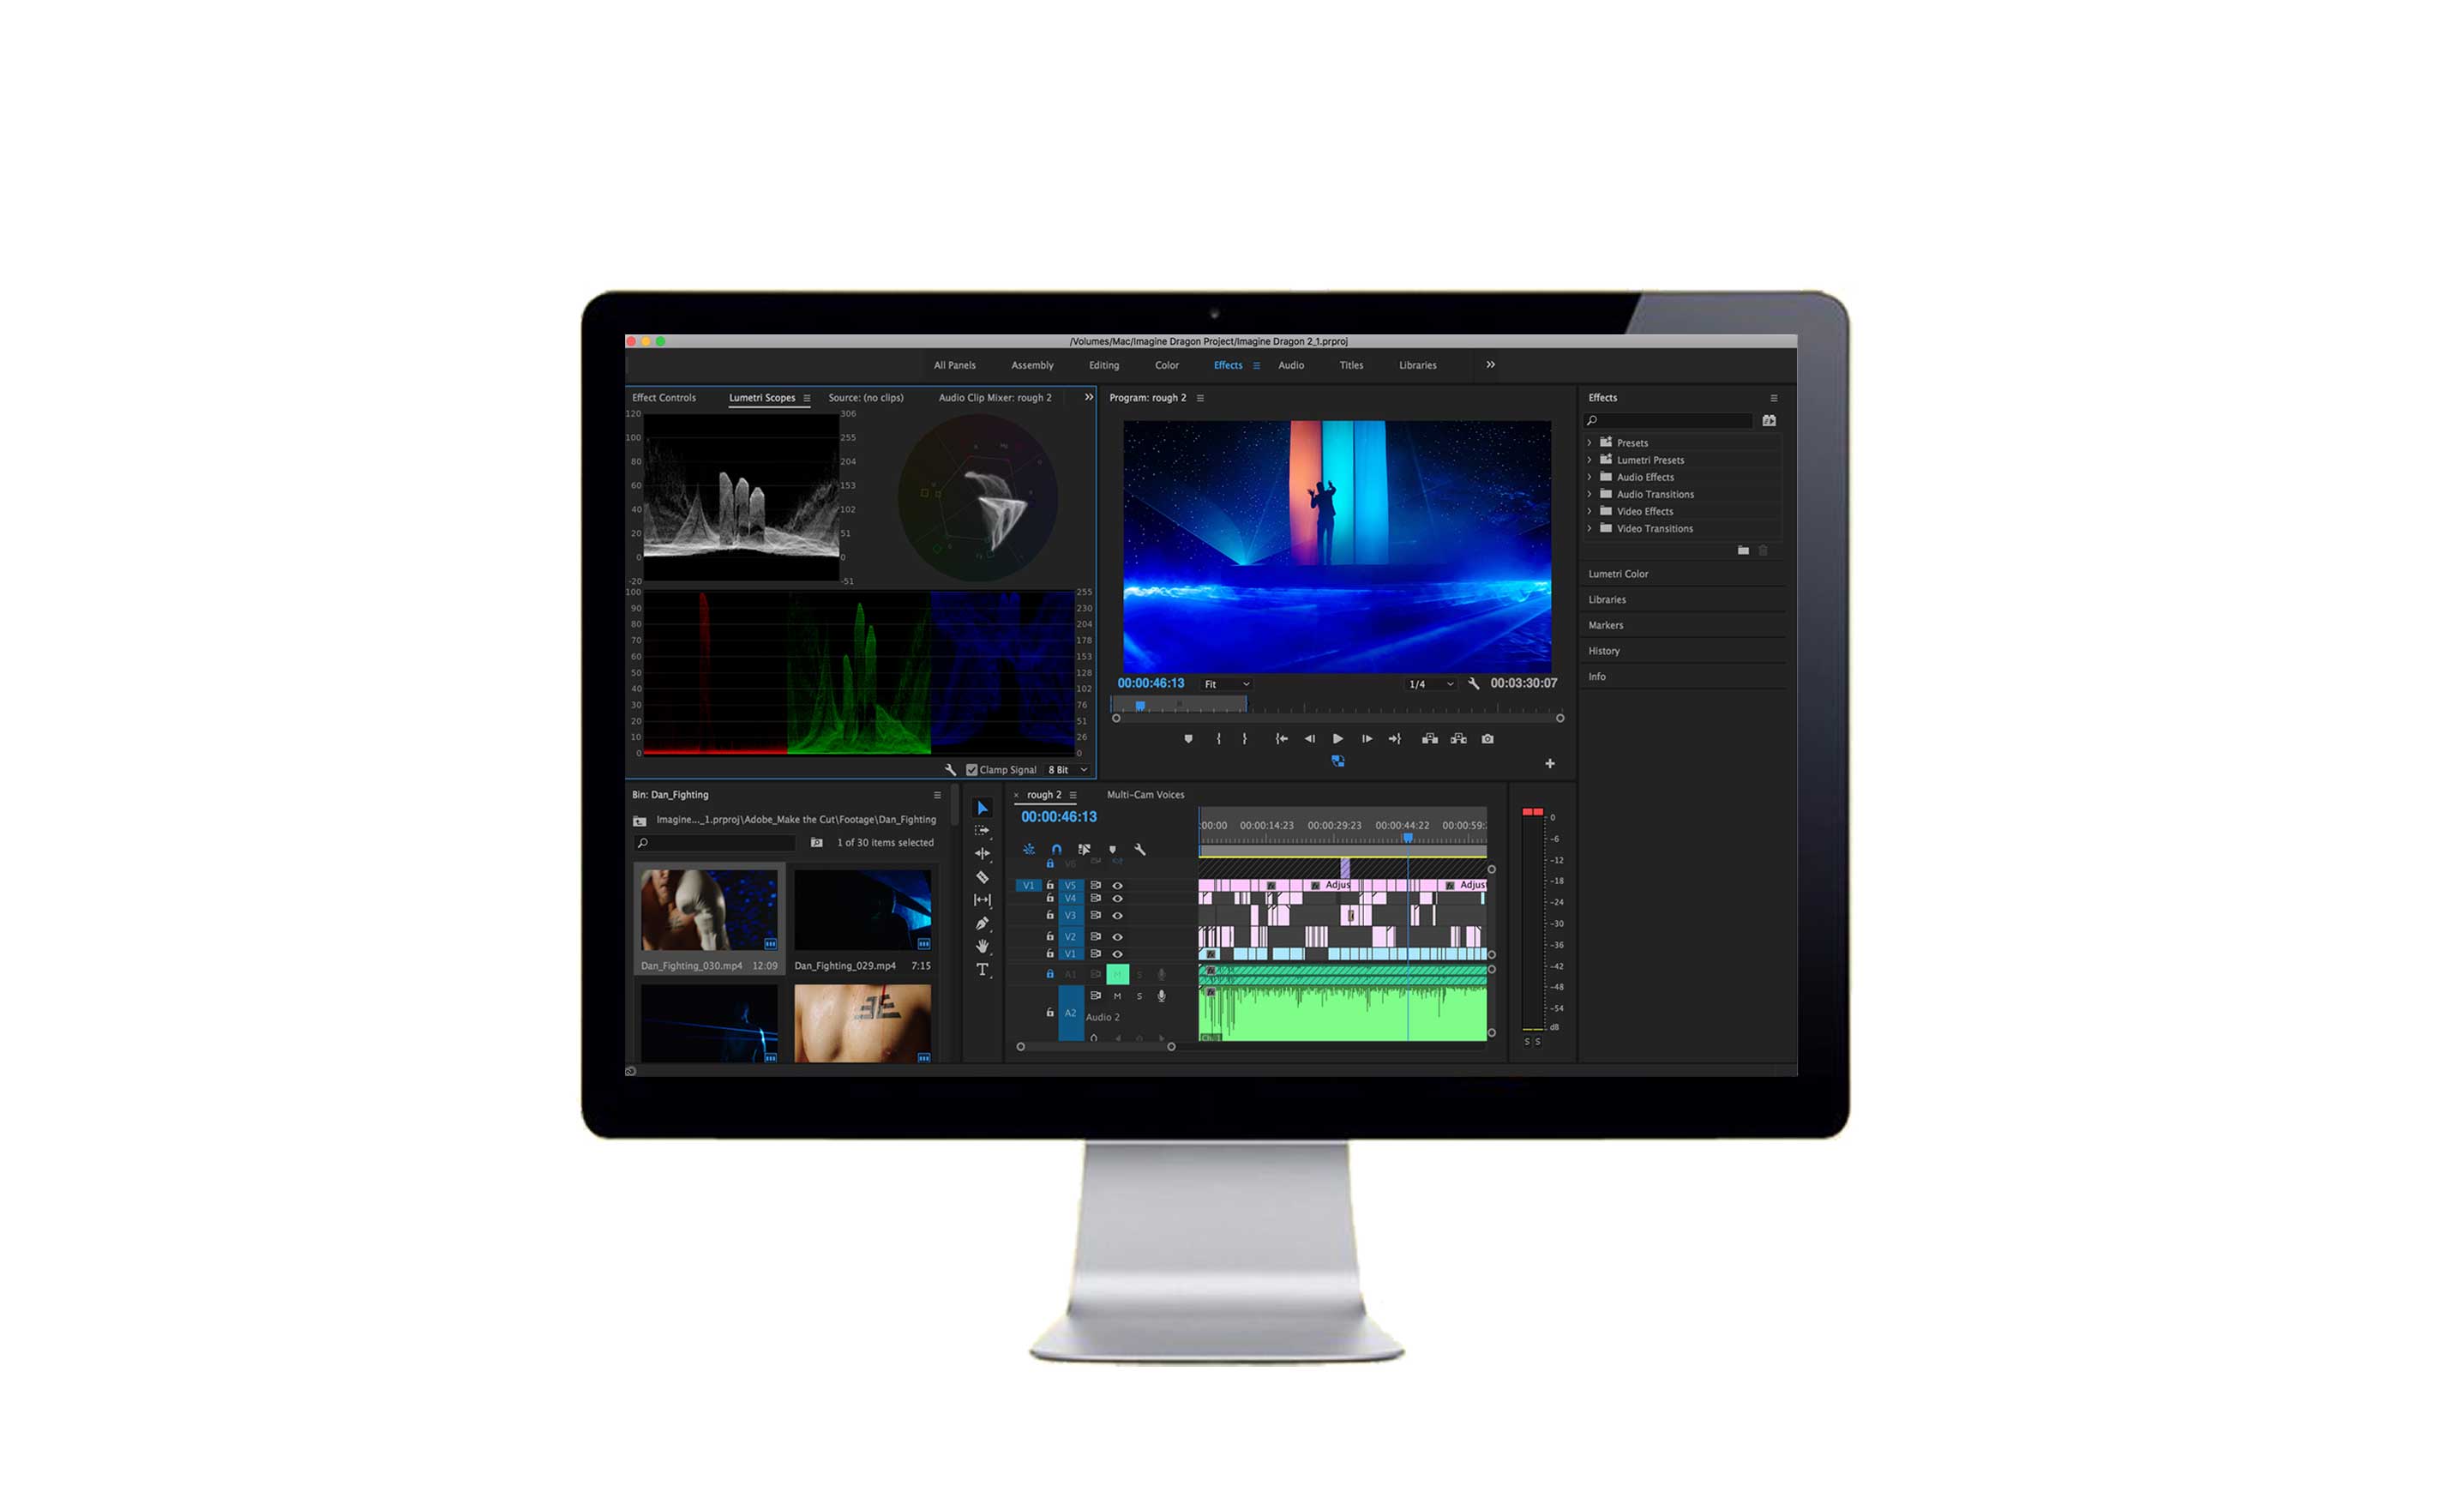 /Volumes/Mac/Imagine Dragon Project/Imagine Dragon 2_1.prproj
All Panels Assembly Editing Color Effects Audio Titles Libraries
Effect Controls Lumetri Scopes Source: (no clips) Audio Clip Mixer: rough 2
120 306
100 255
80 204
60 153
40 102
20 51
0 0
-20 -51
100 255
90 230
80 204
70 178
60 153
50 128
40 102
30 76
20 51
10 26
0 0
Clamp Signal 8 Bit
Program: rough 2
00:00:46:13 Fit 1/4 00:03:30:07
Effects
Presets
Lumetri Presets
Audio Effects
Audio Transitions
Video Effects
Video Transitions
Lumetri Color
Libraries
Markers
History
Info
Bin: Dan_Fighting
Imagine..._1.prproj\Adobe_Make the Cut\Footage\Dan_Fighting
1 of 30 items selected
Dan_Fighting_030.mp4 12:09 Dan_Fighting_029.mp4 7:15
rough 2 Multi-Cam Voices
00:00:46:13
:00:00 00:00:14:23 00:00:29:23 00:00:44:22 00:00:59:
V6
V1 V5 Adjus Adjust
V4
V3
V2
V1
A1 M S
M S
A2 Audio 2
0
-6
-12
-18
-24
-30
-36
-42
-48
-54
dB
S S